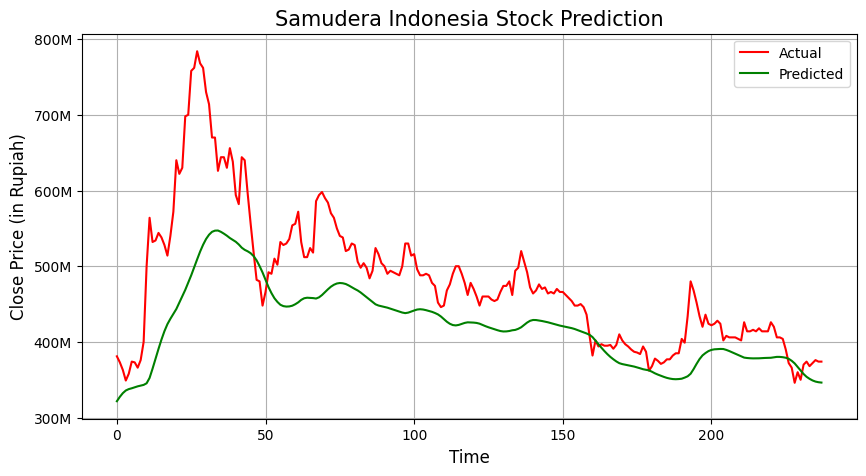 Samudera Indonesia Stock Prediction
Actual
Predicted
800M
700M
600M
500M
400M
300M
Close Price (in Rupiah)
0 50 100 150 200
Time